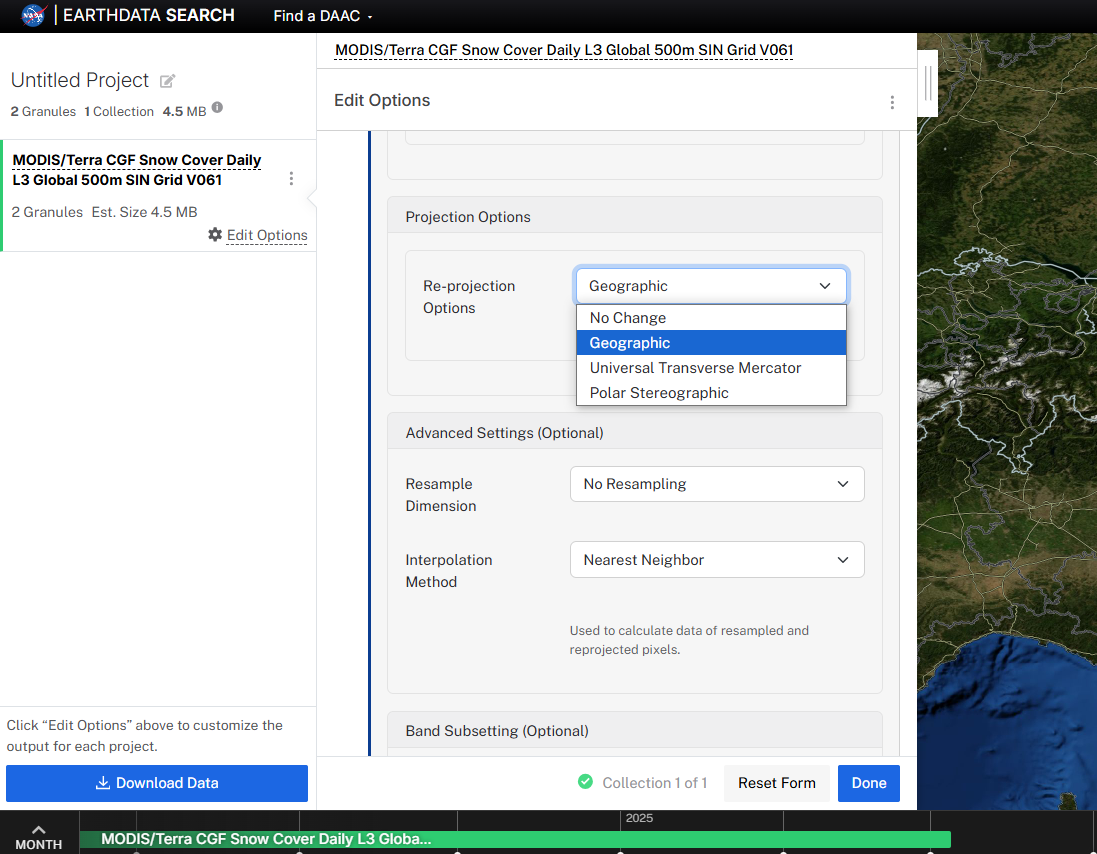 NASA
EARTHDATA SEARCH
Find a DAAC
MODIS/Terra CGF Snow Cover Daily L3 Global 500m SIN Grid V061
Untitled Project
2 Granules 1 Collection 4.5 MB
Edit Options
MODIS/Terra CGF Snow Cover Daily
L3 Global 500m SIN Grid V061
2 Granules Est. Size 4.5 MB
Edit Options
Projection Options
Re-projection
Options
Geographic
No Change
Geographic
Universal Transverse Mercator
Polar Stereographic
Advanced Settings (Optional)
Resample
Dimension
No Resampling
Interpolation
Method
Nearest Neighbor
Used to calculate data of resampled and
reprojected pixels.
Band Subsetting (Optional)
Click “Edit Options” above to customize the
output for each project.
Download Data
Collection 1 of 1
Reset Form
Done
2025
MONTH
MODIS/Terra CGF Snow Cover Daily L3 Globa...